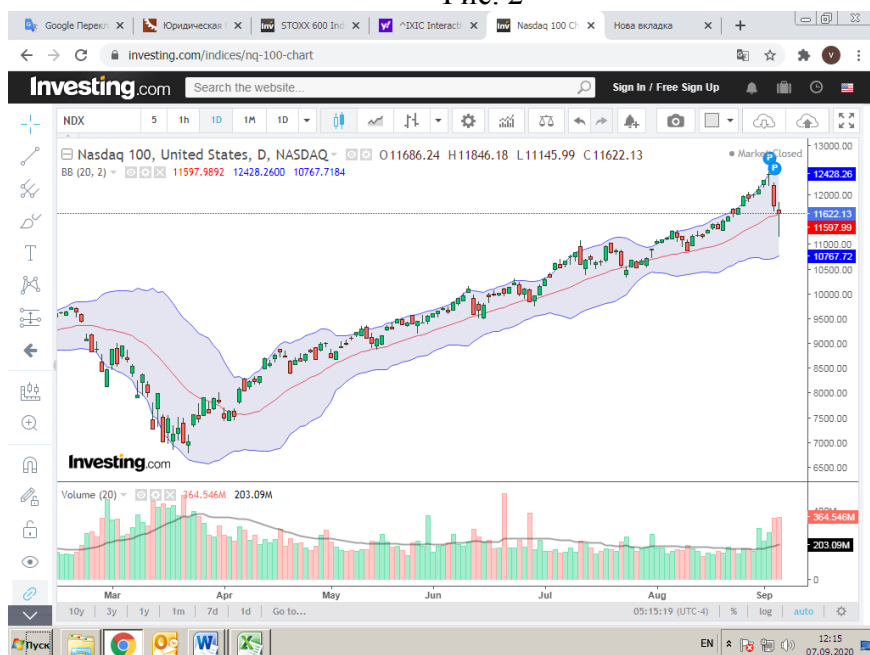 Рис. 2
Google Перекл
Юридическая (
STOXX 600 Ind
^IXIC Interacti
Nasdaq 100 Ch
Нова вкладка
investing.com/indices/nq-100-chart
Investing.com
Search the website...
Sign In / Free Sign Up
NDX 5 1h 1D 1M 1D
Nasdaq 100, United States, D, NASDAQ O11686.24 H11846.18 L11145.99 C11622.13
Market Closed
BB (20, 2) 11597.9892 12428.2600 10767.7184
P
P
13000.00
12428.26
12000.00
11622.13
11597.99
11000.00
10767.72
10500.00
10000.00
9500.00
9000.00
8500.00
8000.00
7500.00
7000.00
6500.00
Investing.com
Volume (20) 364.546M 203.09M
364.546M
203.09M
0
Mar Apr May Jun Jul Aug Sep
10y 3y 1y 1m 7d 1d Go to... 05:15:19 (UTC-4) % log auto
Пуск
EN
12:15
07.09.2020